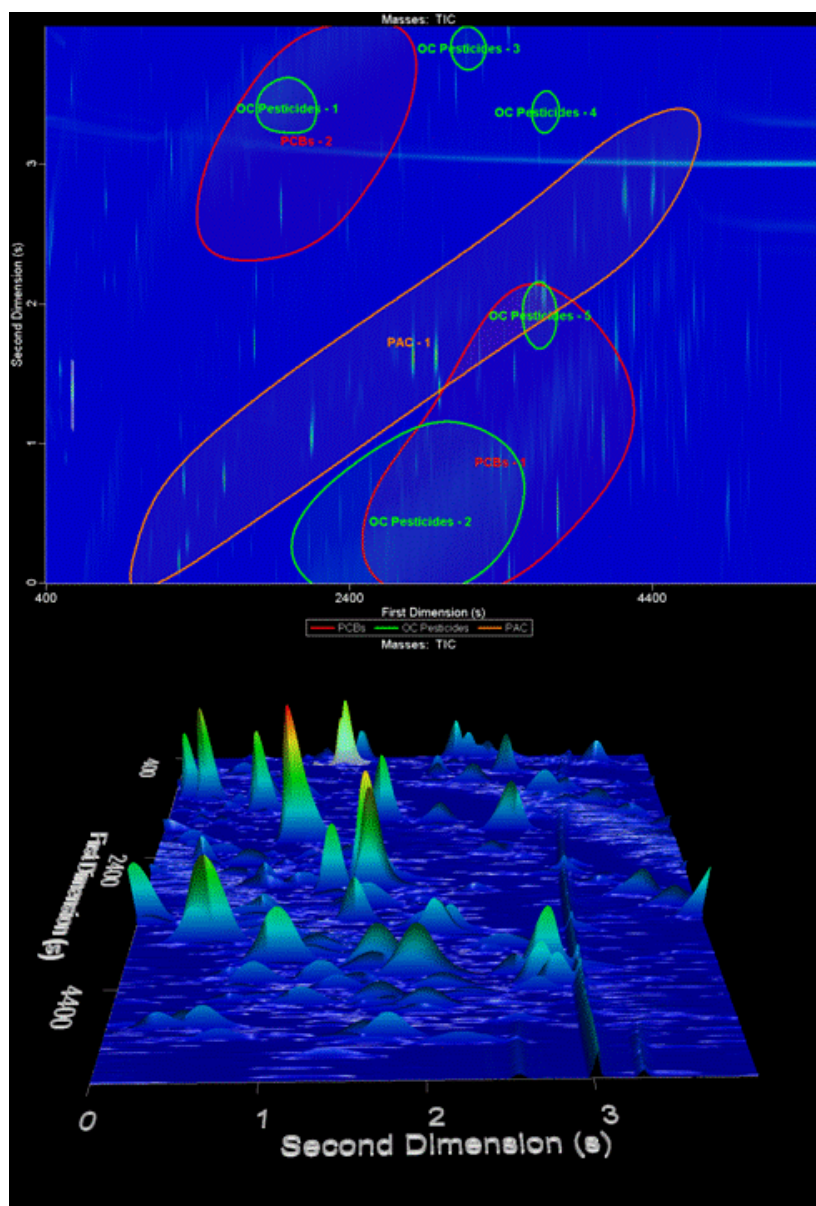 Masses: TIC
OC Pesticides - 3
OC Pesticides - 1
OC Pesticides - 4
PCBs - 2
3
Second Dimension (s)
2
OC Pesticides - 5
PAC - 1
1
PCBs - 1
OC Pesticides - 2
0
400
2400
4400
First Dimension (s)
PCBs
OC Pesticides
PAC
Masses: TIC
400
2400
First Dimension (s)
4400
0
1
2
3
Second Dimension (s)